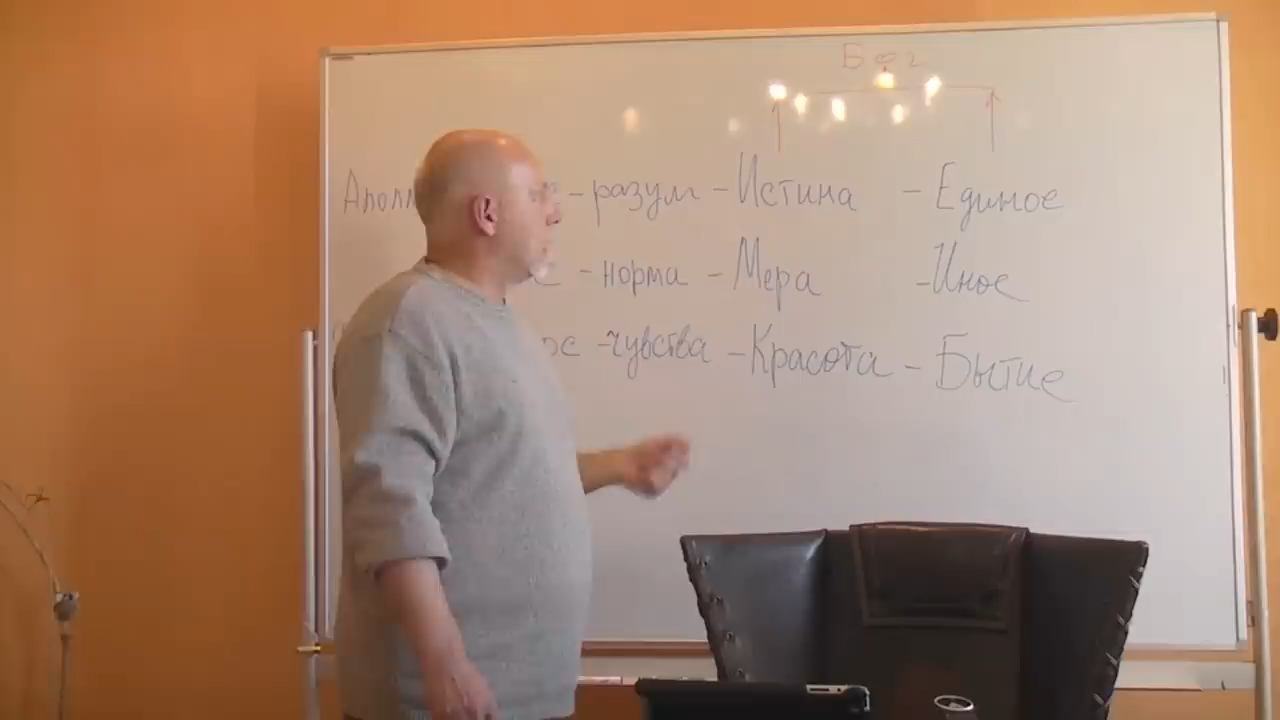 Бог
– разум – Истина – Единое
– норма – Мера – Иное
– чувства – Красота – Бытие